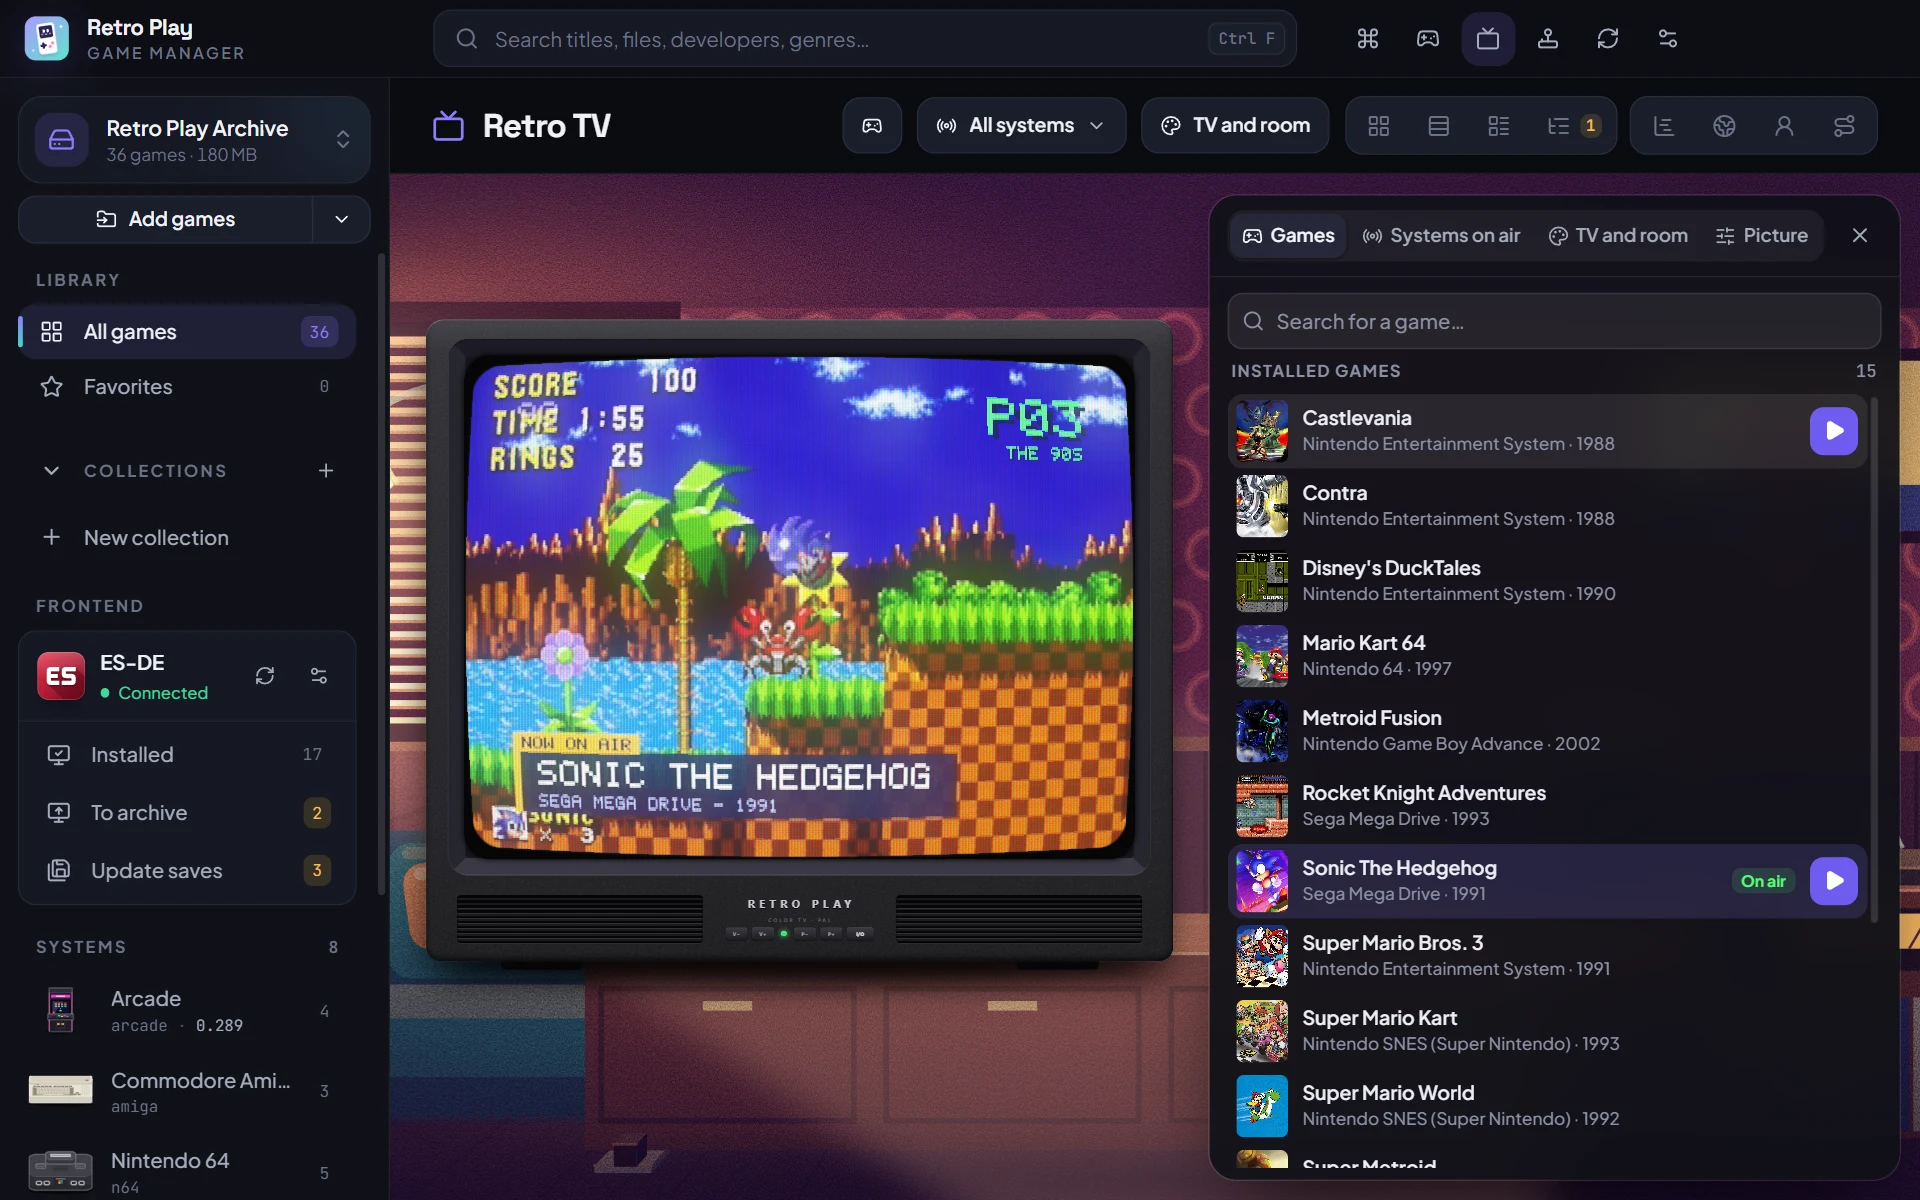 Retro Play
GAME MANAGER
Search titles, files, developers, genres...
Ctrl F
Retro Play Archive
36 games · 180 MB
Add games
LIBRARY
All games
36
Favorites
0
COLLECTIONS
New collection
FRONTEND
ES
ES-DE
Connected
Installed
17
To archive
2
Update saves
3
SYSTEMS
8
Arcade
arcade · 0.289
4
Commodore Ami...
amiga
3
Nintendo 64
n64
5
Retro TV
All systems
TV and room
1
SCORE 100
TIME 1:55
RINGS 25
P03
THE 90S
NOW ON AIR
SONIC THE HEDGEHOG
SEGA MEGA DRIVE - 1991
SONIC
x 3
RETRO PLAY
COLOR TV · PAL
V- V+ P- P+ I/O
Games
Systems on air
TV and room
Picture
Search for a game...
INSTALLED GAMES
15
Castlevania
Nintendo Entertainment System · 1988
Contra
Nintendo Entertainment System · 1988
Disney's DuckTales
Nintendo Entertainment System · 1990
Mario Kart 64
Nintendo 64 · 1997
Metroid Fusion
Nintendo Game Boy Advance · 2002
Rocket Knight Adventures
Sega Mega Drive · 1993
Sonic The Hedgehog
Sega Mega Drive · 1991
On air
Super Mario Bros. 3
Nintendo Entertainment System · 1991
Super Mario Kart
Nintendo SNES (Super Nintendo) · 1993
Super Mario World
Nintendo SNES (Super Nintendo) · 1992
Super Metroid